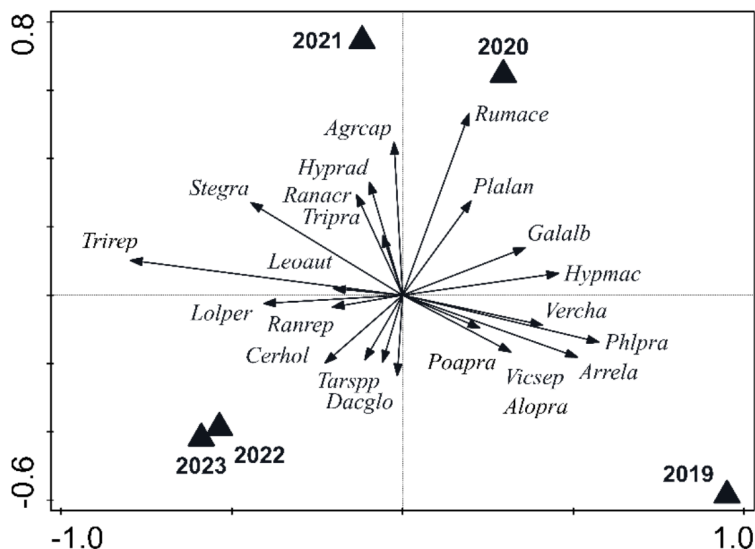 0.8
2021
2020
Rumace
Agrcap
Hyprad
Ranacr
Tripra
Plalan
Stegra
Trirep
Galalb
Leoaut
Hypmac
Lolper
Ranrep
Vercha
Phlpra
Cerhol
Poapra
Arrela
Tarspp
Vicsep
Dacglo
Alopra
2022
2023
2019
-0.6
-1.0
1.0